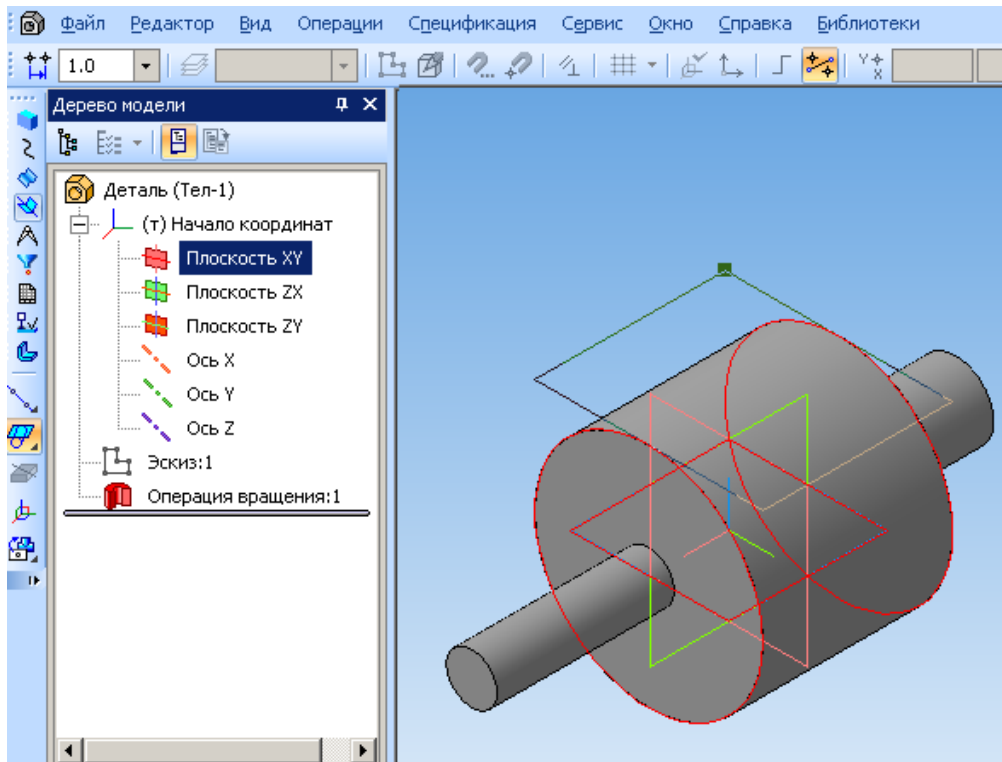 Файл Редактор Вид Операции Спецификация Сервис Окно Справка Библиотеки
1.0
Дерево модели
Деталь (Тел-1)
(т) Начало координат
Плоскость XY
Плоскость ZX
Плоскость ZY
Ось X
Ось Y
Ось Z
Эскиз:1
Операция вращения:1